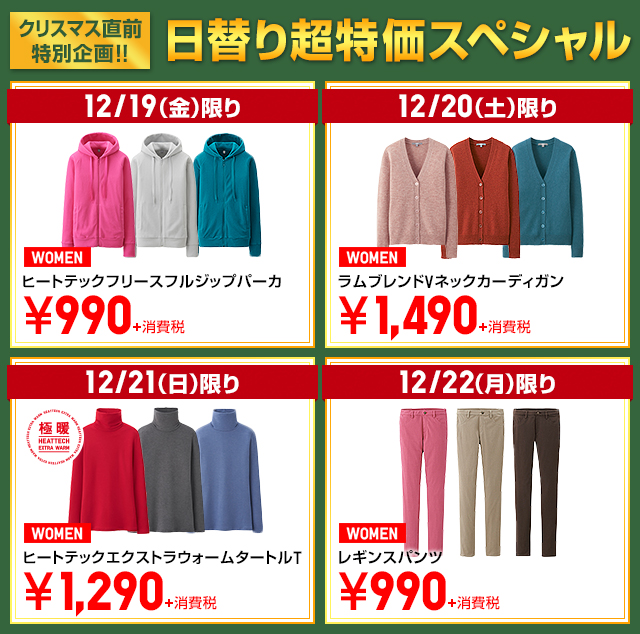 クリスマス直前
特別企画!!
日替り超特価スペシャル
12/19(金)限り
WOMEN
ヒートテックフリースフルジップパーカ
¥990+消費税
12/20(土)限り
WOMEN
ラムブレンドVネックカーディガン
¥1,490+消費税
12/21(日)限り
極暖
HEATTECH
EXTRA WARM
WOMEN
ヒートテックエクストラウォームタートルT
¥1,290+消費税
12/22(月)限り
WOMEN
レギンスパンツ
¥990+消費税